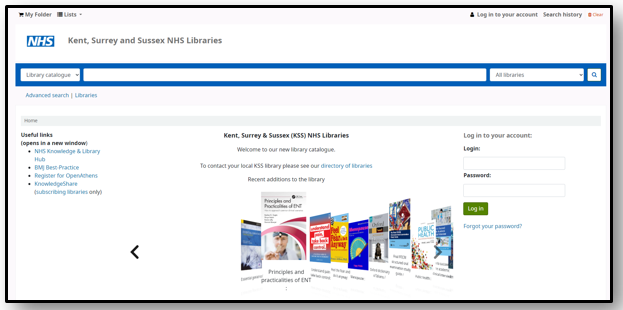 My Folder Lists Log in to your account Search history Clear
NHS Kent, Surrey and Sussex NHS Libraries
Library catalogue All libraries
Advanced search | Libraries
Home
Useful links
(opens in a new window)
NHS Knowledge & Library
Hub
BMJ Best Practice
Register for OpenAthens
KnowledgeShare
(subscribing libraries only)
Kent, Surrey & Sussex (KSS) NHS Libraries
Welcome to our new library catalogue.
To contact your local KSS library please see our directory of libraries
Recent additions to the library
Principles and
Practicalities of ENT
PUBLIC
HEALTH
Oxford
Principles and
practicalities of ENT
:
Log in to your account:
Login:
Password:
Log in
Forgot your password?